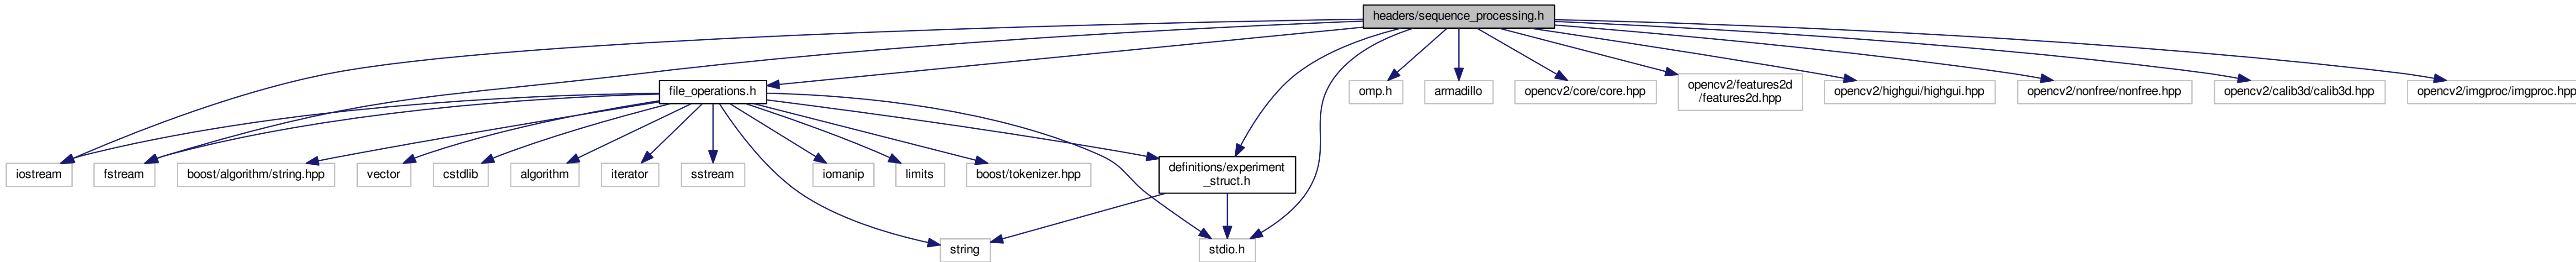 headers/sequence_processing.h
file_operations.h
omp.h
armadillo
opencv2/core/core.hpp
opencv2/features2d
/features2d.hpp
opencv2/highgui/highgui.hpp
opencv2/nonfree/nonfree.hpp
opencv2/calib3d/calib3d.hpp
opencv2/imgproc/imgproc.hpp
iostream
fstream
boost/algorithm/string.hpp
vector
cstdlib
algorithm
iterator
sstream
iomanip
limits
boost/tokenizer.hpp
definitions/experiment
_struct.h
string
stdio.h